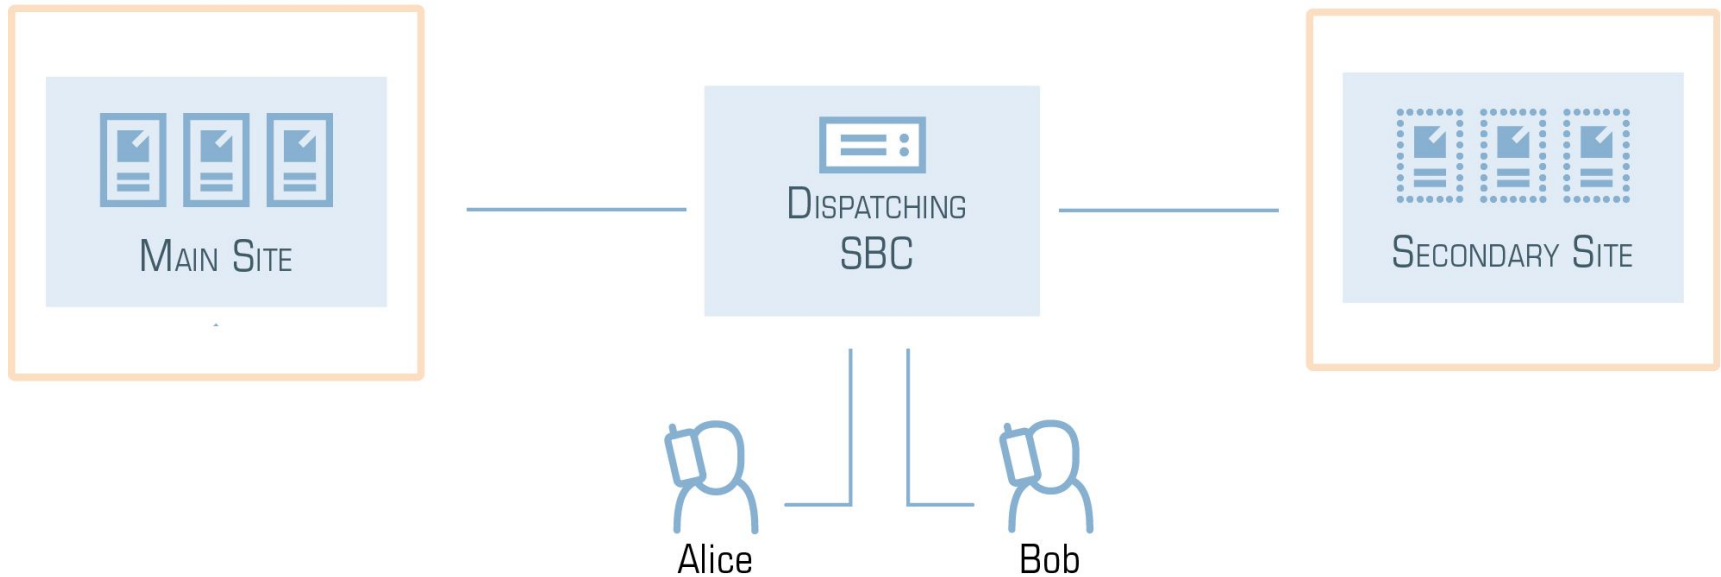 Main Site
Dispatching
SBC
Secondary Site
Alice
Bob